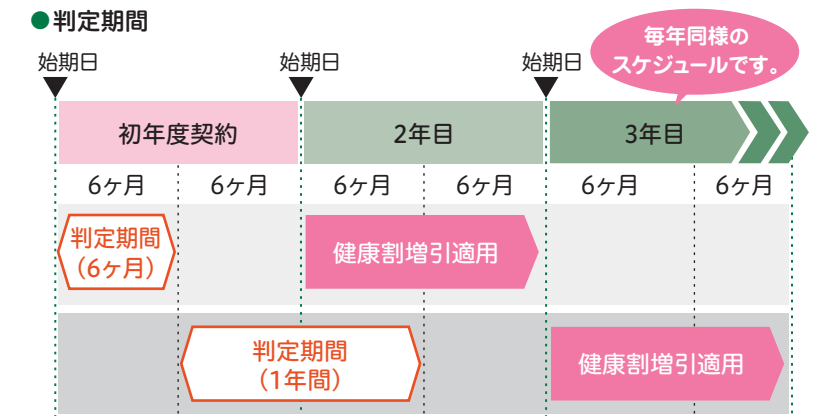 ●判定期間
毎年同様の
スケジュールです。
始期日 始期日 始期日
初年度契約 2年目 3年目
6ヶ月 6ヶ月 6ヶ月 6ヶ月 6ヶ月 6ヶ月
判定期間
（6ヶ月）
健康割増引適用
判定期間
（1年間）
健康割増引適用